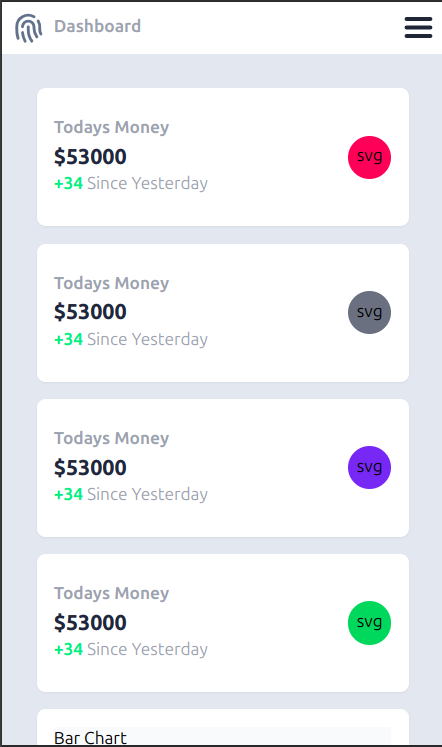 Dashboard
Todays Money
$53000
+34 Since Yesterday
svg
Todays Money
$53000
+34 Since Yesterday
svg
Todays Money
$53000
+34 Since Yesterday
svg
Todays Money
$53000
+34 Since Yesterday
svg
Bar Chart